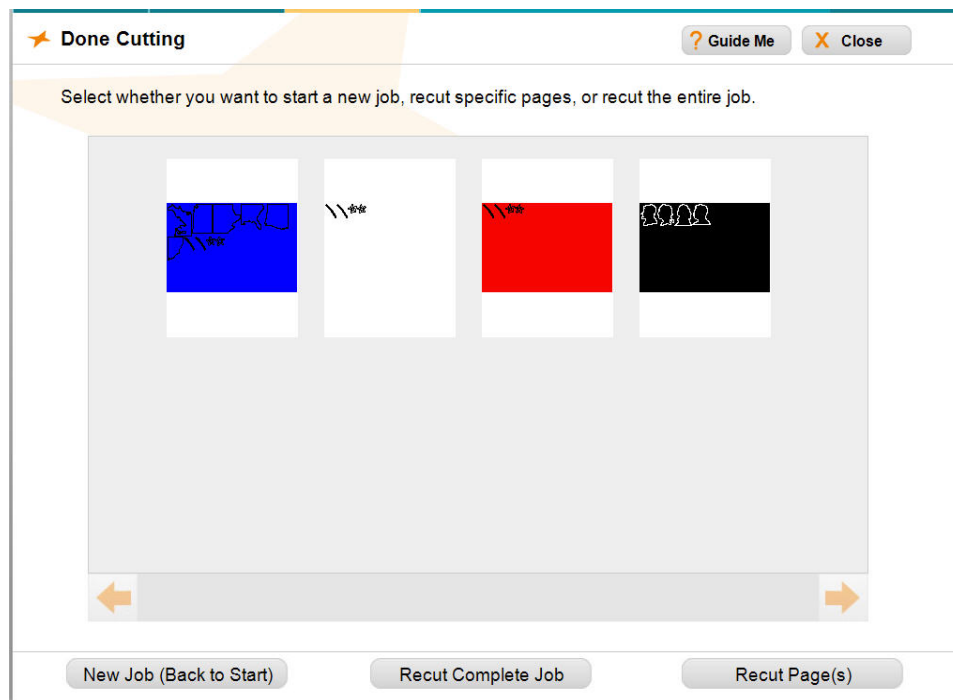 Done Cutting
? Guide Me
X Close
Select whether you want to start a new job, recut specific pages, or recut the entire job.
New Job (Back to Start)
Recut Complete Job
Recut Page(s)